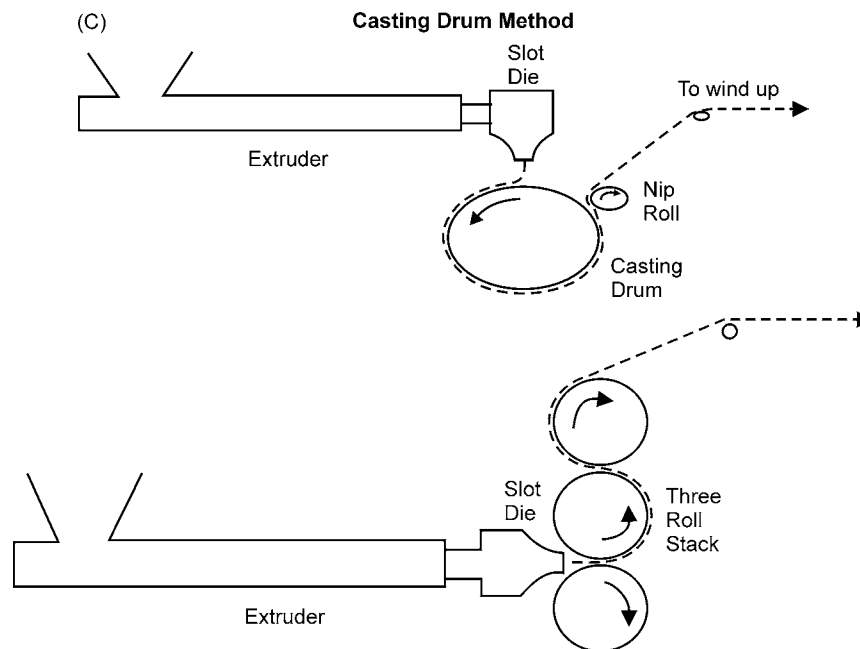 (C)
Casting Drum Method
Slot
Die
To wind up
Extruder
Nip
Roll
Casting
Drum
Slot
Die
Three
Roll
Stack
Extruder